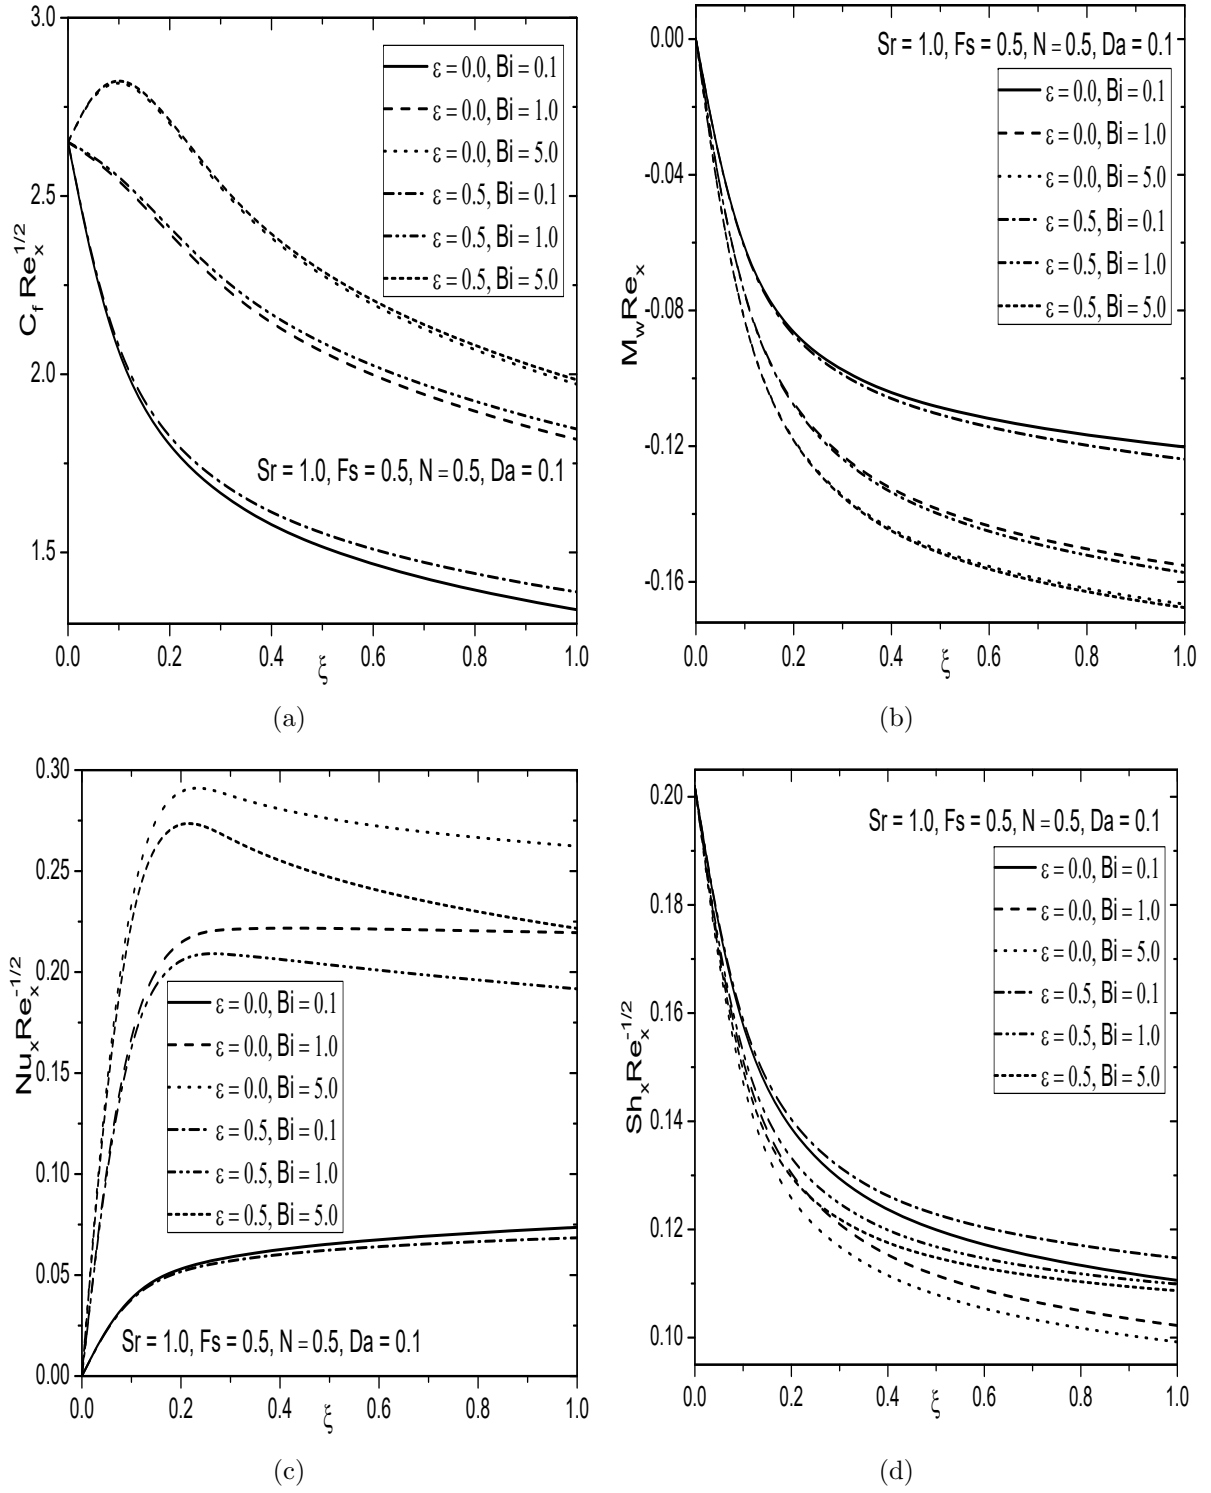 3.0
2.5
2.0
1.5
C_f Re_x^{1/2}
ε = 0.0, Bi = 0.1
ε = 0.0, Bi = 1.0
ε = 0.0, Bi = 5.0
ε = 0.5, Bi = 0.1
ε = 0.5, Bi = 1.0
ε = 0.5, Bi = 5.0
Sr = 1.0, Fs = 0.5, N = 0.5, Da = 0.1
0.0 0.2 0.4 0.6 0.8 1.0
ξ
(a)
0.00
-0.04
-0.08
-0.12
-0.16
M_w Re_x
Sr = 1.0, Fs = 0.5, N = 0.5, Da = 0.1
ε = 0.0, Bi = 0.1
ε = 0.0, Bi = 1.0
ε = 0.0, Bi = 5.0
ε = 0.5, Bi = 0.1
ε = 0.5, Bi = 1.0
ε = 0.5, Bi = 5.0
0.0 0.2 0.4 0.6 0.8 1.0
ξ
(b)
0.30
0.25
0.20
0.15
0.10
0.05
0.00
Nu_x Re_x^{-1/2}
ε = 0.0, Bi = 0.1
ε = 0.0, Bi = 1.0
ε = 0.0, Bi = 5.0
ε = 0.5, Bi = 0.1
ε = 0.5, Bi = 1.0
ε = 0.5, Bi = 5.0
Sr = 1.0, Fs = 0.5, N = 0.5, Da = 0.1
0.0 0.2 0.4 0.6 0.8 1.0
ξ
(c)
0.20
0.18
0.16
0.14
0.12
0.10
Sh_x Re_x^{-1/2}
Sr = 1.0, Fs = 0.5, N = 0.5, Da = 0.1
ε = 0.0, Bi = 0.1
ε = 0.0, Bi = 1.0
ε = 0.0, Bi = 5.0
ε = 0.5, Bi = 0.1
ε = 0.5, Bi = 1.0
ε = 0.5, Bi = 5.0
0.0 0.2 0.4 0.6 0.8 1.0
ξ
(d)